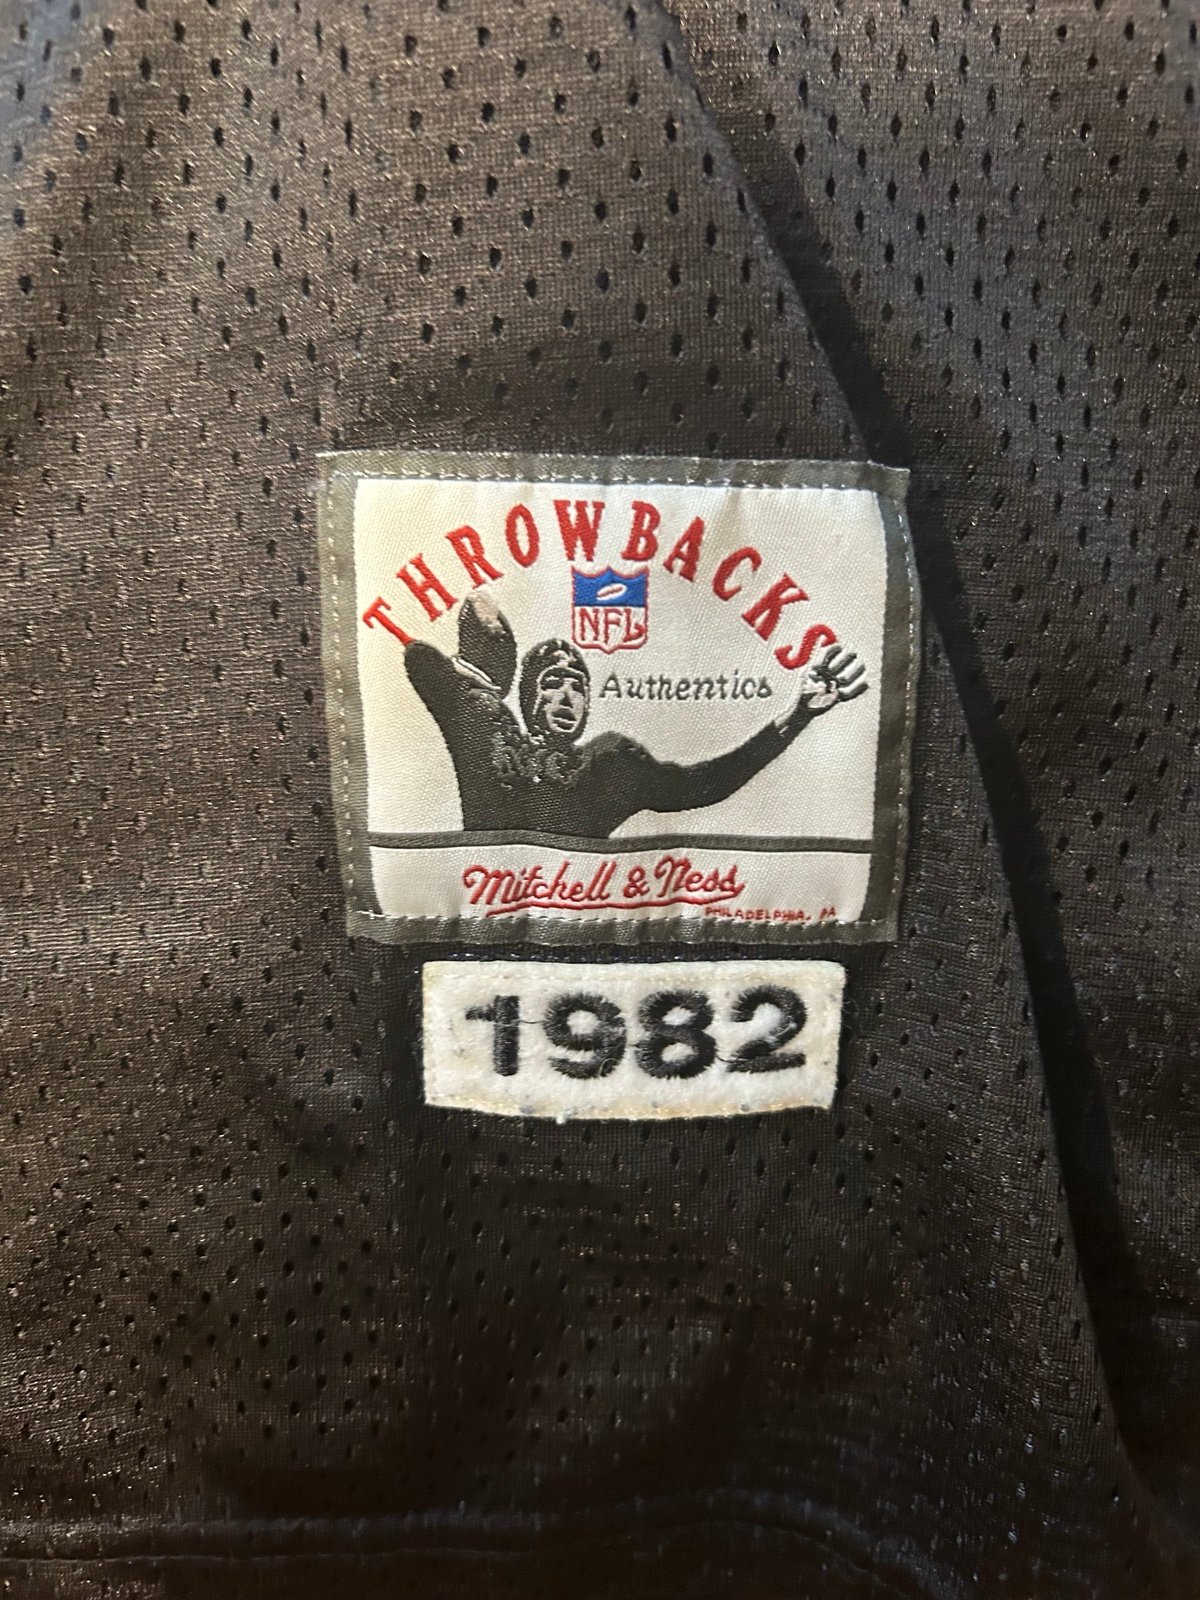 THROWBACKS
NFL
Authentics
Mitchell & Ness
PHILADELPHIA, PA
1982